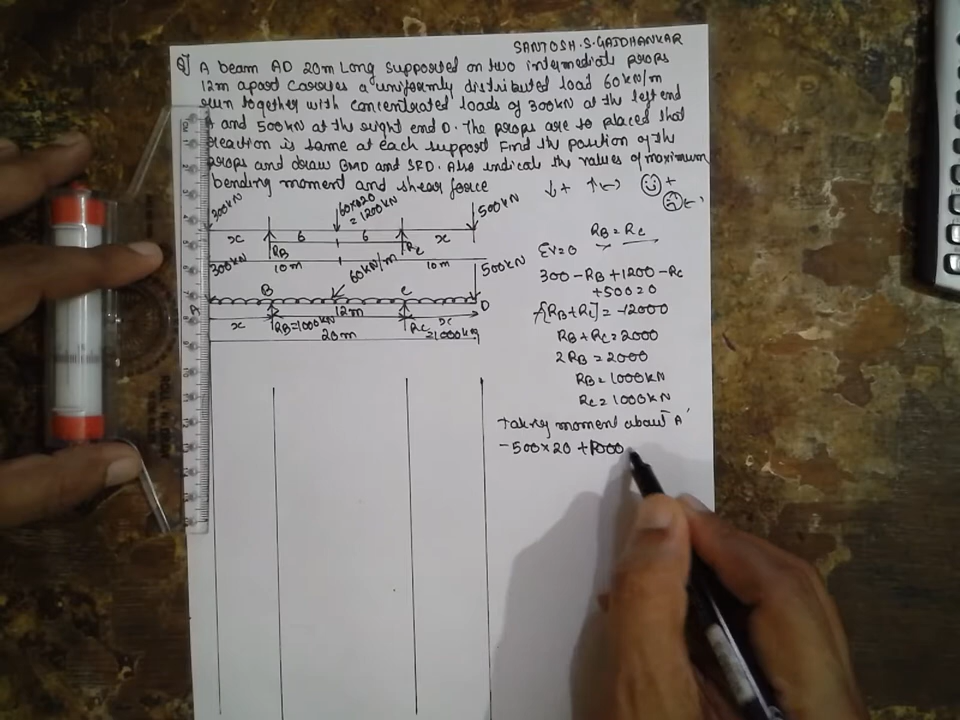 SANTOSH.S.GAJDHANKAR
Q] A beam AD 20m Long supported on two intermediate props
12m apart carries a uniformly distributed load 60kN/m
run together with concentrated loads of 300kN at the left end
A and 500kN at the right end D. The props are so placed that
reaction is same at each support Find the position of the
props and draw BMD and SFD. Also indicate the values of maximum
bending moment and shear force
↓+ ↑(-) + (-)
300kN 60x20 = 1200kN 500kN
x 6 6 x
RB RC
10m 10m
300kN 60kN/m 500kN
A B C D
12m
x RB=1000kN RC =1000kN x
20m
RB = RC
ΣV=0
300 - RB + 1200 - RC
+500=0
-[RB+RC] = -2000
RB + RC = 2000
2RB = 2000
RB = 1000kN
RC = 1000kN
Taking moment about 'A'
-500×20 +1000